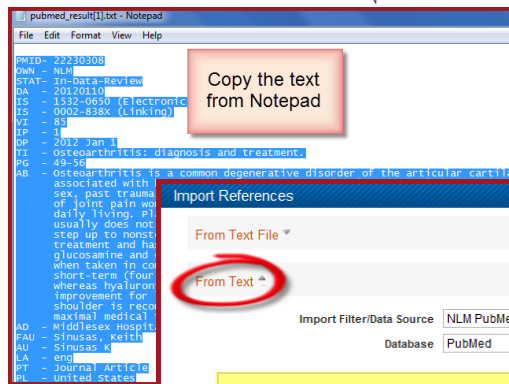 pubmed_result[1].txt - Notepad
File Edit Format View Help
PMID- 22230308
OWN - NLM
STAT- In-Data-Review
DA - 20120110
IS - 1532-0650 (Electronic
IS - 0002-838X (Linking)
VI - 85
IP - 1
DP - 2012 Jan 1
TI - Osteoarthritis: diagnosis and treatment.
PG - 49-56
AB - Osteoarthritis is a common degenerative disorder of the articular cartila
associated with
sex, past trauma
of joint pain wo
daily living. Pl
usually does not
step up to nonst
treatment and ha
glucosamine and
when taken in co
short-term (four
whereas hyaluron
improvement for
shoulder is reco
maximal medical
AD - Middlesex Hospit
FAU - Sinusas, Keith
AU - Sinusas K
LA - eng
PT - Journal Article
PL - United States
Copy the text
from Notepad
Import References
From Text File
From Text
Import Filter/Data Source NLM PubMe
Database PubMed